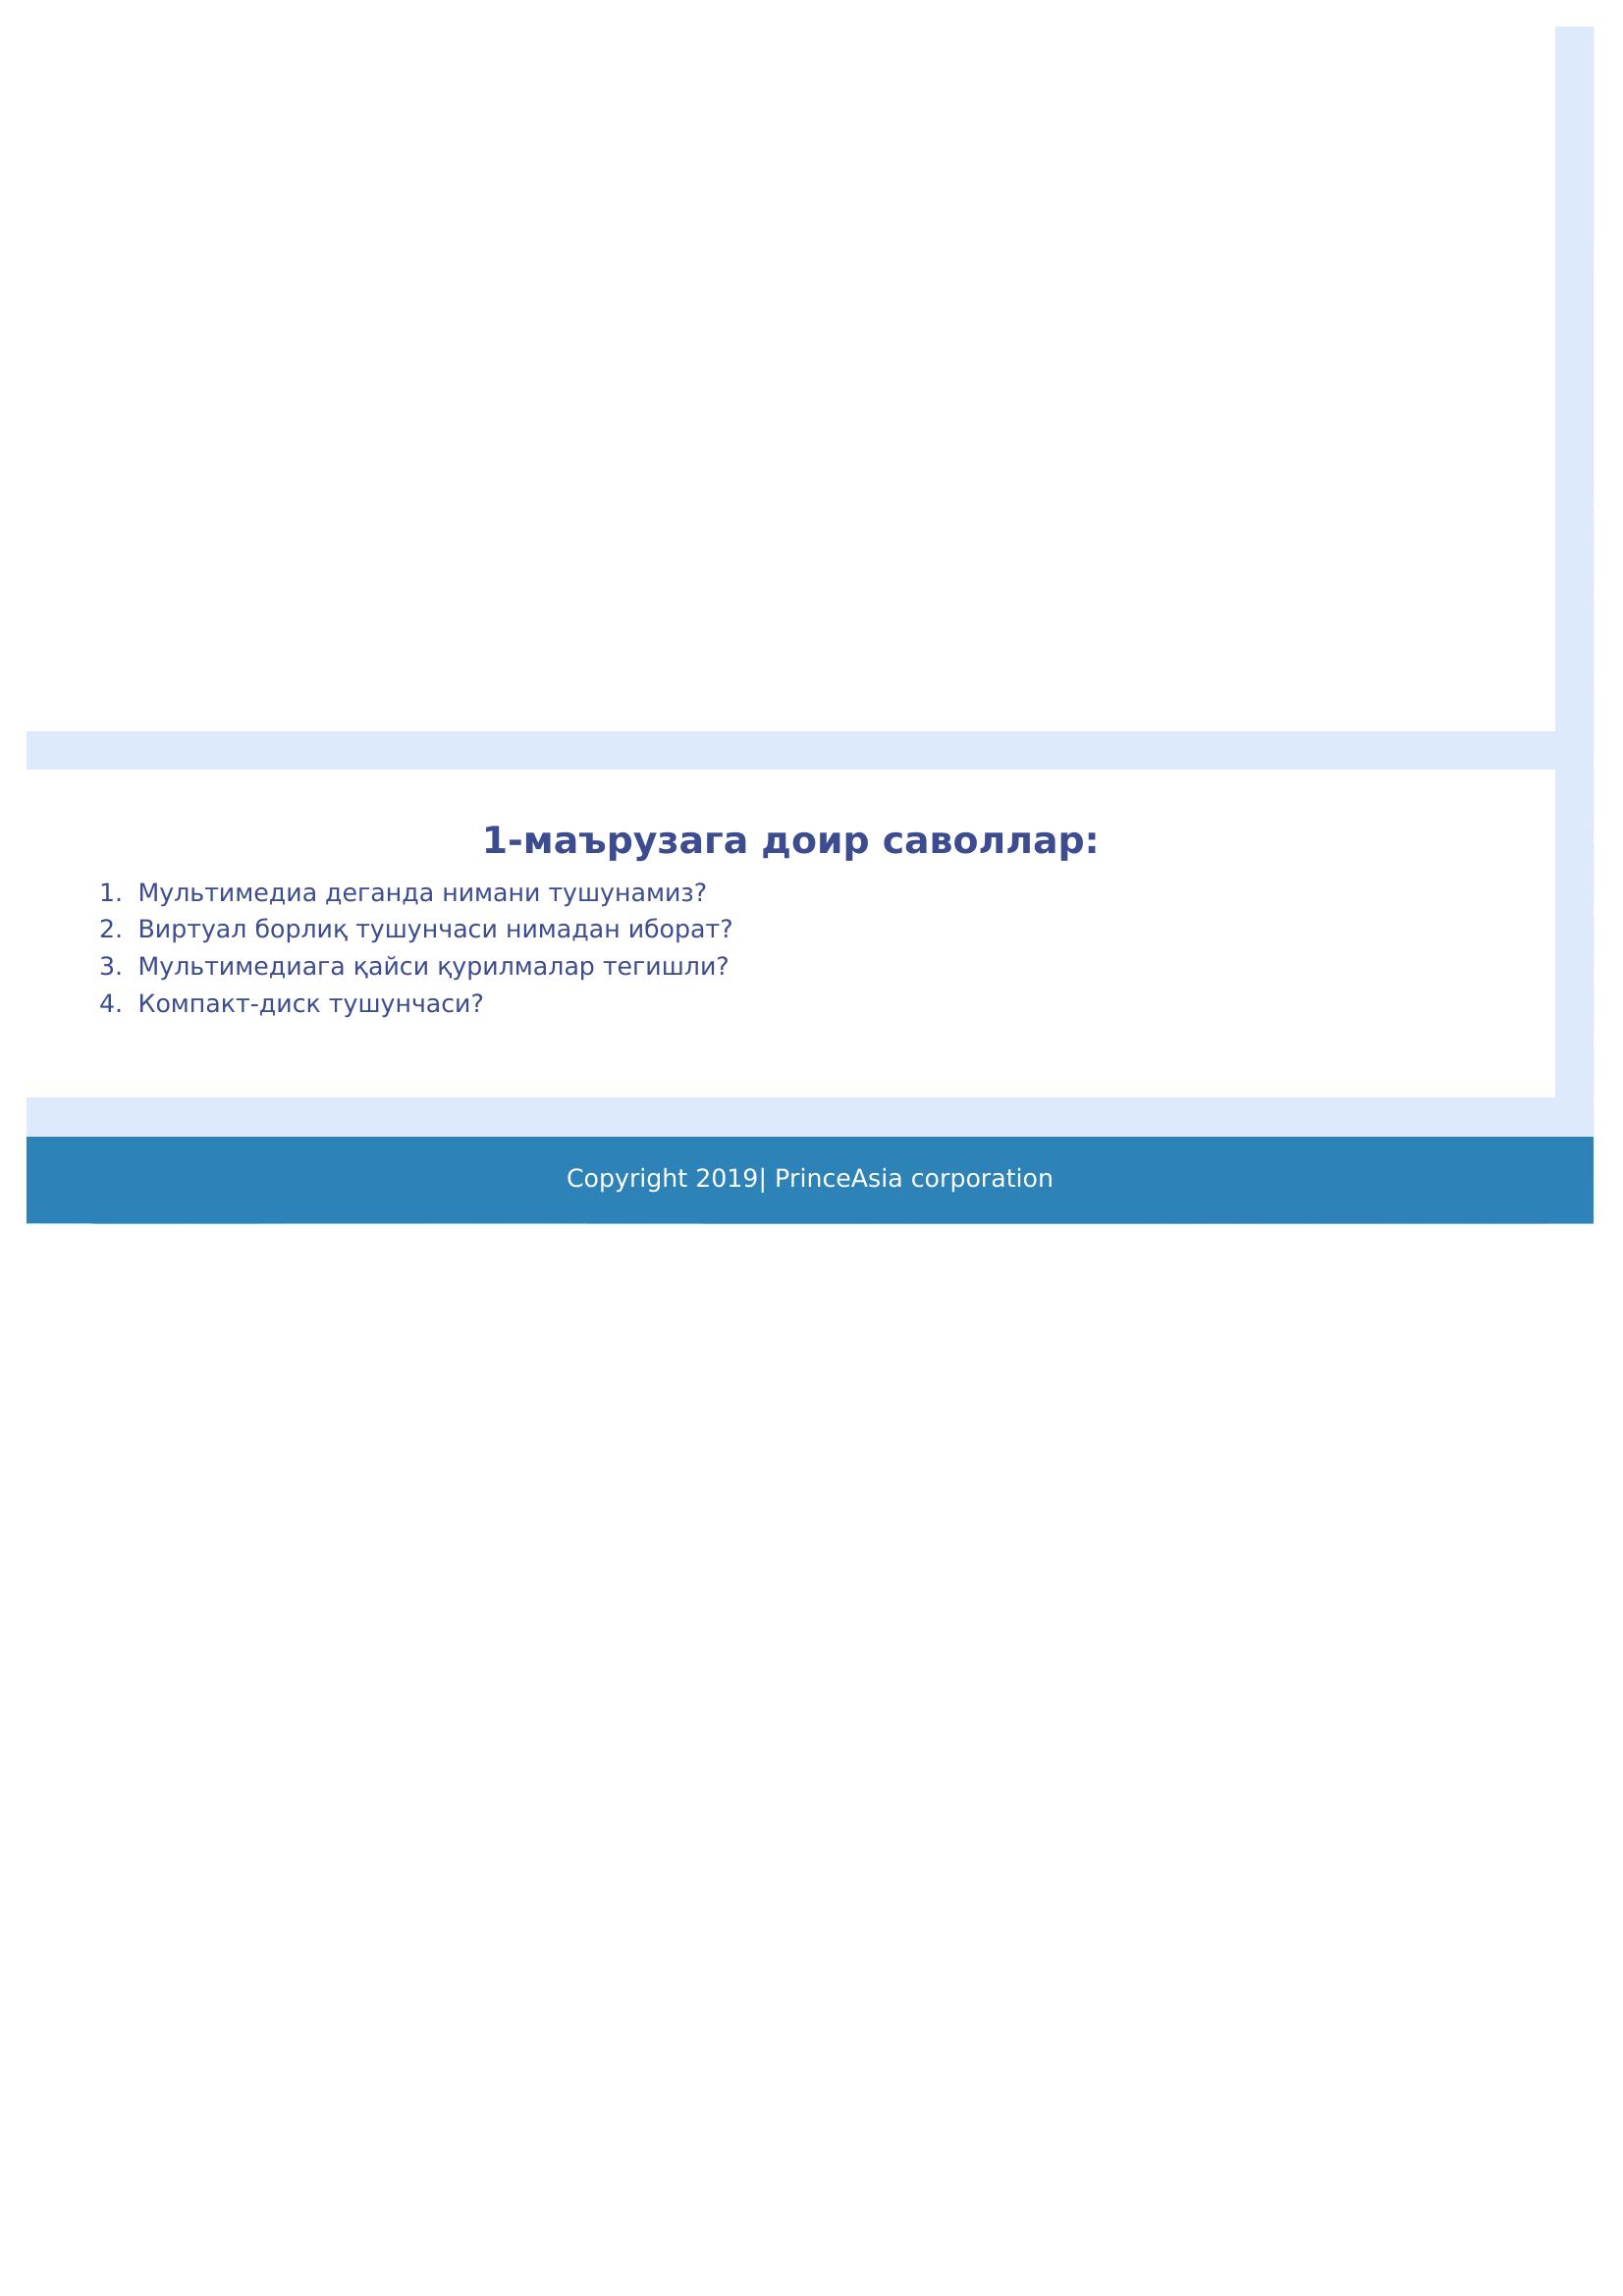 1-маърузага доир саволлар:
1. Мультимедиа деганда нимани тушунамиз?
2. Виртуал борлиқ тушунчаси нимадан иборат?
3. Мультимедиага қайси қурилмалар тегишли?
4. Компакт-диск тушунчаси?
Copyright 2019| PrinceAsia corporation